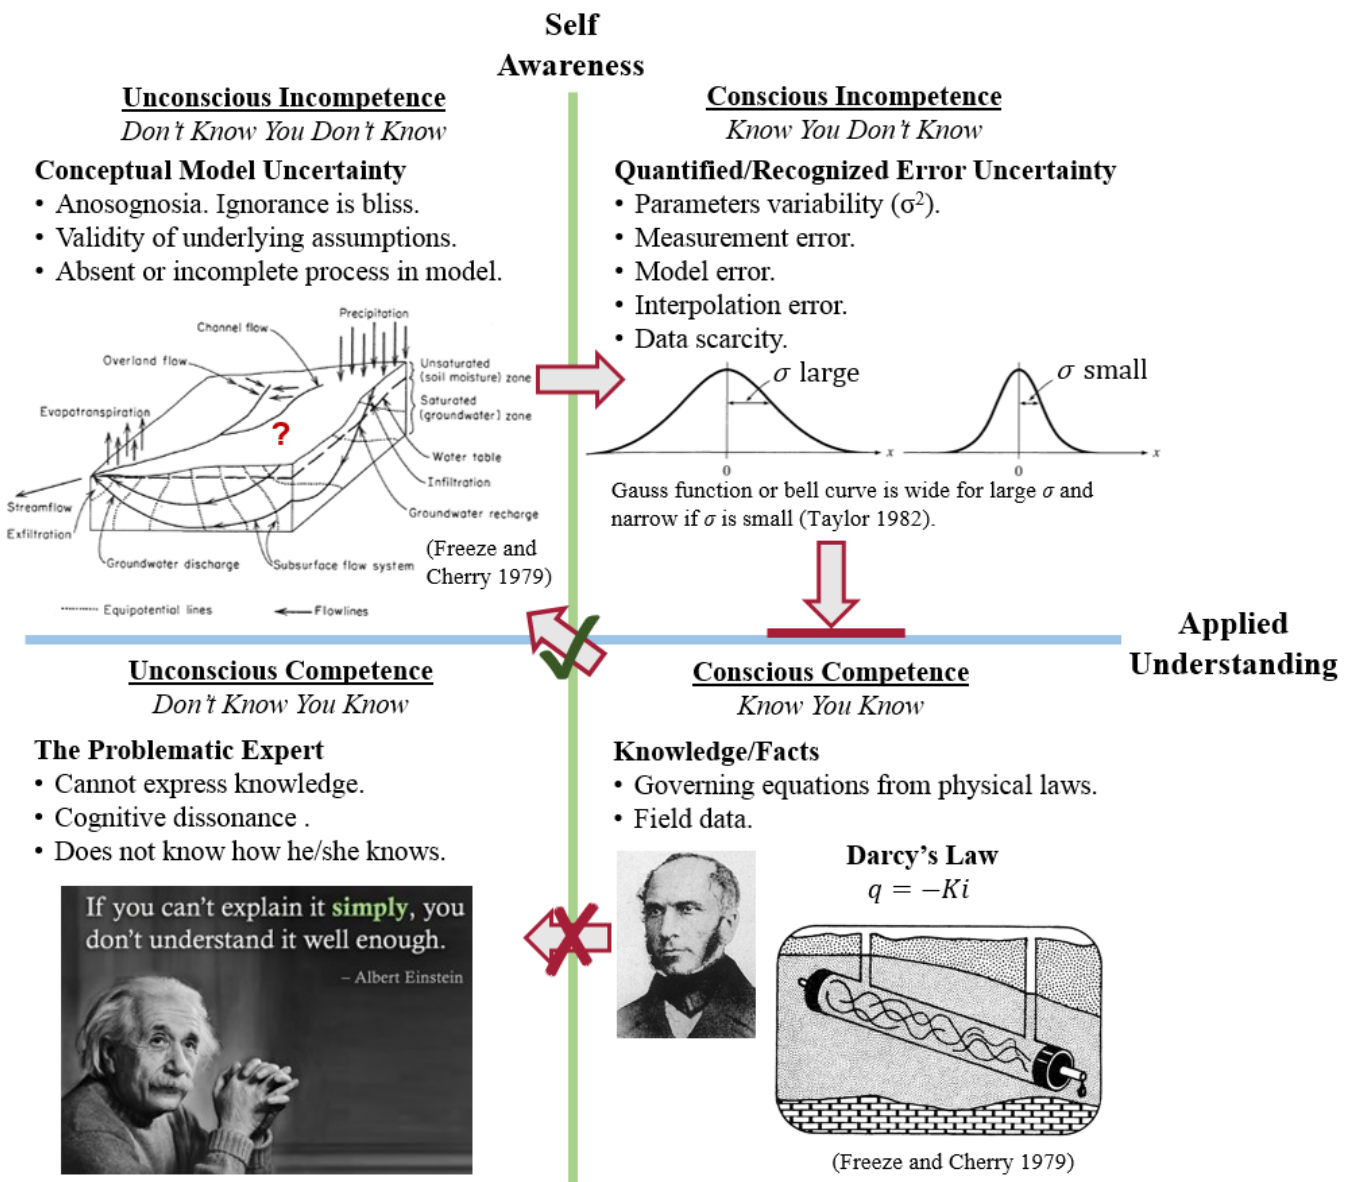 Self
Awareness
Unconscious Incompetence
Don't Know You Don't Know
Conceptual Model Uncertainty
• Anosognosia. Ignorance is bliss.
• Validity of underlying assumptions.
• Absent or incomplete process in model.
Precipitation
Channel flow
Overland flow
Unsaturated
(soil moisture) zone
Saturated
(groundwater) zone
Evapotranspiration
?
Water table
Infiltration
Streamflow
Groundwater recharge
Exfiltration
Groundwater discharge
Subsurface flow system
(Freeze and
Cherry 1979)
Equipotential lines
Flowlines
Conscious Incompetence
Know You Don't Know
Quantified/Recognized Error Uncertainty
• Parameters variability (σ²).
• Measurement error.
• Model error.
• Interpolation error.
• Data scarcity.
σ large
x
0
σ small
x
0
Gauss function or bell curve is wide for large σ and
narrow if σ is small (Taylor 1982).
Applied
Understanding
Unconscious Competence
Don't Know You Know
The Problematic Expert
• Cannot express knowledge.
• Cognitive dissonance .
• Does not know how he/she knows.
If you can't explain it simply, you
don't understand it well enough.
– Albert Einstein
Conscious Competence
Know You Know
Knowledge/Facts
• Governing equations from physical laws.
• Field data.
Darcy's Law
q = −Ki
(Freeze and Cherry 1979)